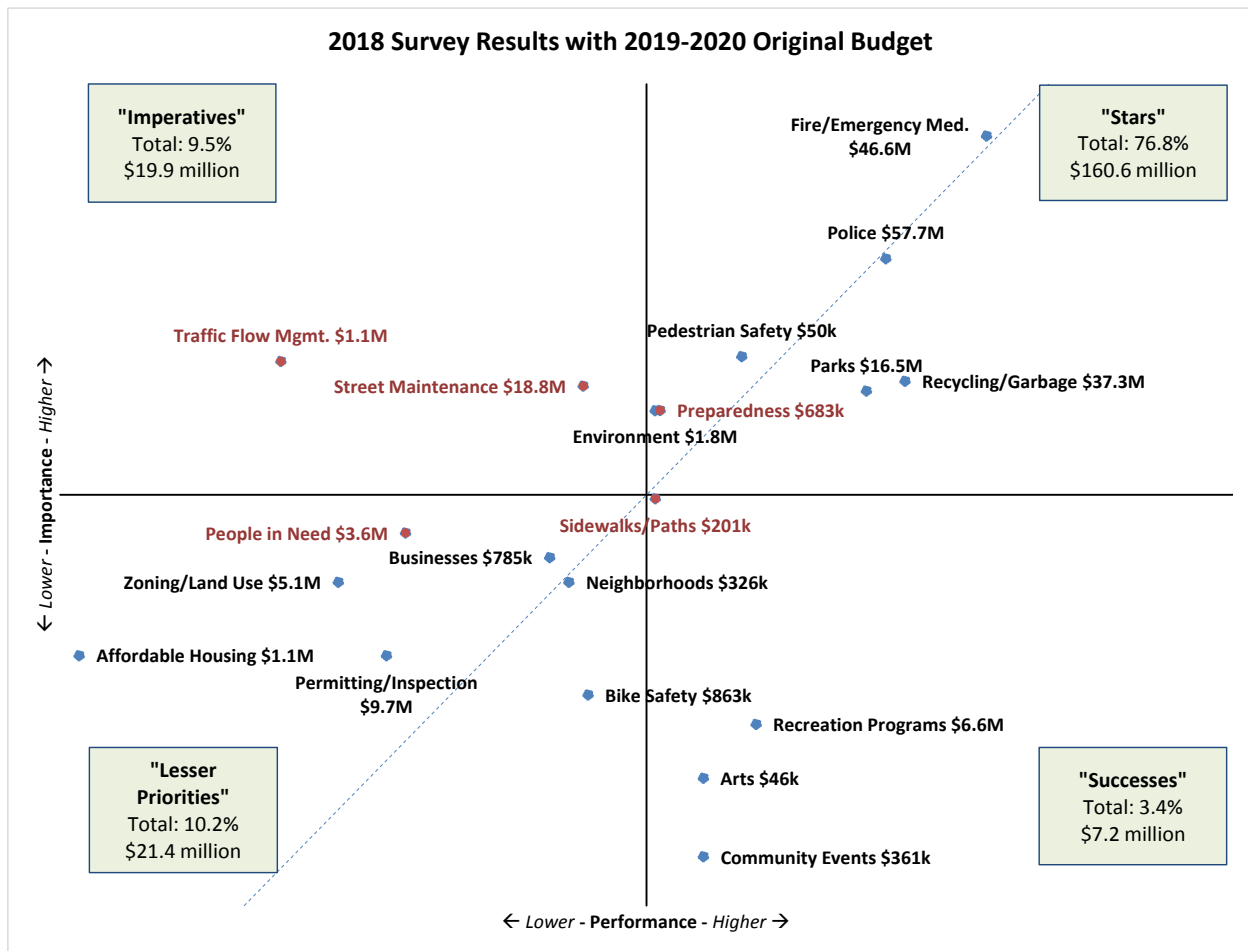 2018 Survey Results with 2019-2020 Original Budget
"Imperatives"
Total: 9.5%
$19.9 million
"Stars"
Total: 76.8%
$160.6 million
Fire/Emergency Med.
$46.6M
Police $57.7M
Traffic Flow Mgmt. $1.1M
Pedestrian Safety $50k
Parks $16.5M
Street Maintenance $18.8M
Recycling/Garbage $37.3M
Preparedness $683k
Environment $1.8M
← Lower - Importance - Higher →
People in Need $3.6M
Sidewalks/Paths $201k
Businesses $785k
Zoning/Land Use $5.1M
Neighborhoods $326k
Affordable Housing $1.1M
Permitting/Inspection
$9.7M
Bike Safety $863k
Recreation Programs $6.6M
"Lesser
Priorities"
Total: 10.2%
$21.4 million
Arts $46k
"Successes"
Total: 3.4%
$7.2 million
Community Events $361k
← Lower - Performance - Higher →